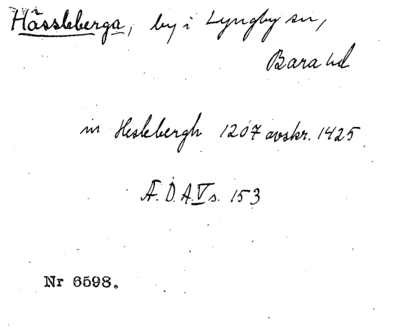 Hässleberga, by i Lyngby sn,
Bara hd
in Heslebergh 1207 avskr. 1425
Æ. D. A. V s. 153
Nr 6598.